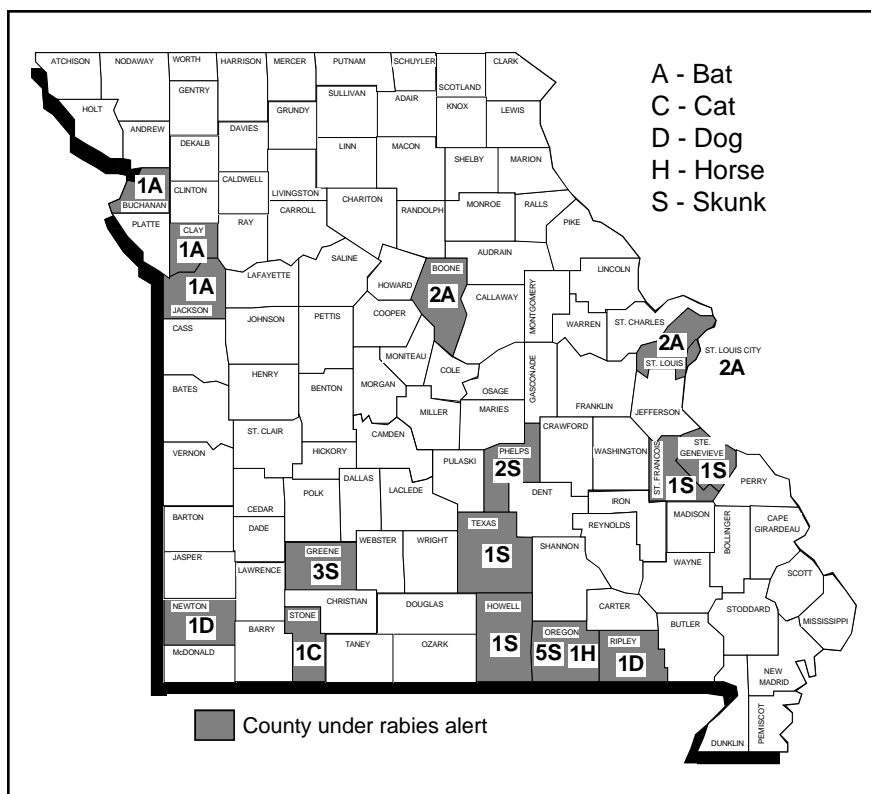 A - Bat
C - Cat
D - Dog
H - Horse
S - Skunk
ATCHISON
NODAWAY
WORTH
HARRISON
MERCER
PUTNAM
SCHUYLER
CLARK
SCOTLAND
GENTRY
SULLIVAN
ADAIR
HOLT
GRUNDY
KNOX
LEWIS
ANDREW
DAVIES
DEKALB
LINN
MACON
SHELBY
MARION
1A
BUCHANAN
CLINTON
CALDWELL
LIVINGSTON
CHARITON
RANDOLPH
MONROE
RALLS
PIKE
PLATTE
CLAY
1A
RAY
CARROLL
AUDRAIN
SALINE
BOONE
2A
LINCOLN
1A
JACKSON
LAFAYETTE
HOWARD
CALLAWAY
MONTGOMERY
WARREN
ST. CHARLES
CASS
JOHNSON
PETTIS
COOPER
MONITEAU
COLE
OSAGE
GASCONADE
2A
ST. LOUIS
ST. LOUIS CITY
2A
BATES
HENRY
BENTON
MORGAN
MILLER
MARIES
FRANKLIN
JEFFERSON
VERNON
ST. CLAIR
HICKORY
CAMDEN
PULASKI
PHELPS
2S
CRAWFORD
WASHINGTON
ST. FRANCOIS
1S
STE.
GENEVIEVE
1S
PERRY
CEDAR
POLK
DALLAS
LACLEDE
DENT
IRON
BARTON
DADE
TEXAS
1S
REYNOLDS
MADISON
BOLLINGER
CAPE
GIRARDEAU
JASPER
LAWRENCE
GREENE
3S
WEBSTER
WRIGHT
SHANNON
WAYNE
SCOTT
NEWTON
1D
CHRISTIAN
DOUGLAS
HOWELL
1S
CARTER
STODDARD
MISSISSIPPI
BARRY
STONE
1C
OREGON
5S 1H
RIPLEY
1D
BUTLER
McDONALD
TANEY
OZARK
NEW
MADRID
PEMISCOT
DUNKLIN
County under rabies alert